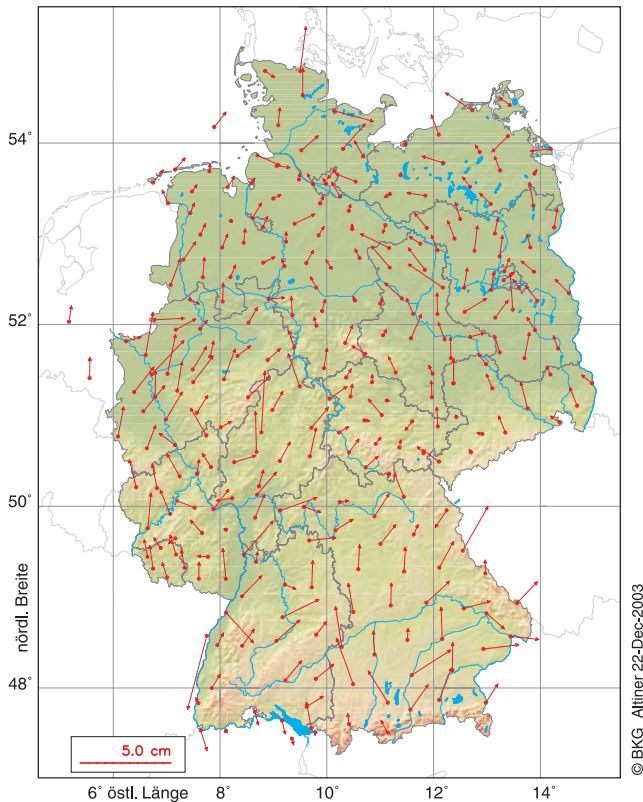 54°
52°
50°
48°
nördl. Breite
5.0 cm
6° östl. Länge
8°
10°
12°
14°
© BKG Altiner 22-Dec-2003